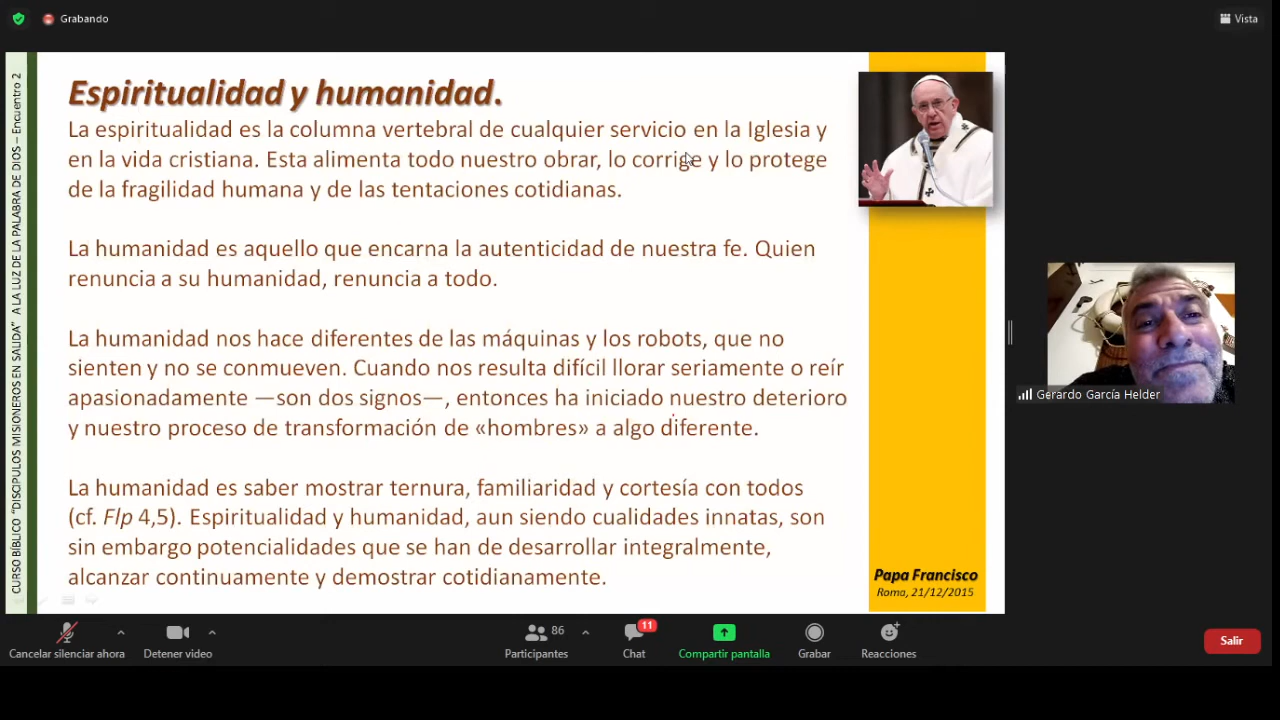 Grabando
Vista
CURSO BÍBLICO "DISCIPULOS MISIONEROS EN SALIDA" A LA LUZ DE LA PALABRA DE DIOS – Encuentro 2
Espiritualidad y humanidad.
La espiritualidad es la columna vertebral de cualquier servicio en la Iglesia y
en la vida cristiana. Esta alimenta todo nuestro obrar, lo corrige y lo protege
de la fragilidad humana y de las tentaciones cotidianas.
La humanidad es aquello que encarna la autenticidad de nuestra fe. Quien
renuncia a su humanidad, renuncia a todo.
La humanidad nos hace diferentes de las máquinas y los robots, que no
sienten y no se conmueven. Cuando nos resulta difícil llorar seriamente o reír
apasionadamente —son dos signos—, entonces ha iniciado nuestro deterioro
y nuestro proceso de transformación de «hombres» a algo diferente.
La humanidad es saber mostrar ternura, familiaridad y cortesía con todos
(cf. Flp 4,5). Espiritualidad y humanidad, aun siendo cualidades innatas, son
sin embargo potencialidades que se han de desarrollar integralmente,
alcanzar continuamente y demostrar cotidianamente.
Papa Francisco
Roma, 21/12/2015
Gerardo García Helder
Cancelar silenciar ahora
Detener video
86
Participantes
11
Chat
Compartir pantalla
Grabar
Reacciones
Salir